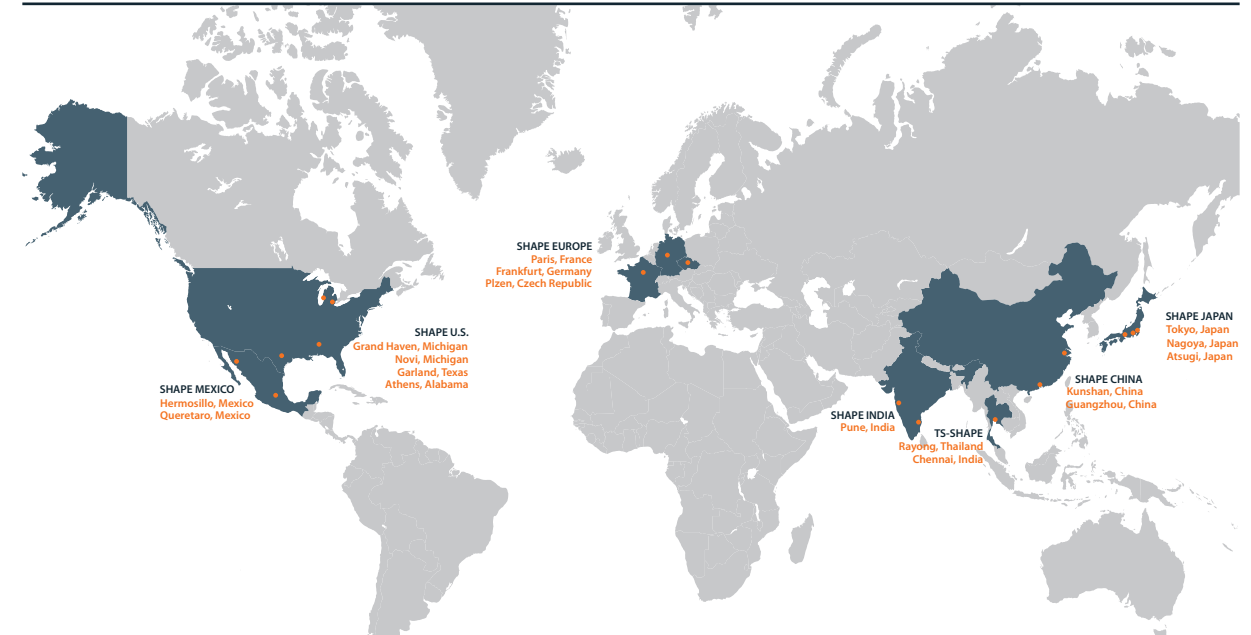 SHAPE EUROPE
Paris, France
Frankfurt, Germany
Plzen, Czech Republic
SHAPE U.S.
Grand Haven, Michigan
Novi, Michigan
Garland, Texas
Athens, Alabama
SHAPE MEXICO
Hermosillo, Mexico
Queretaro, Mexico
SHAPE JAPAN
Tokyo, Japan
Nagoya, Japan
Atsugi, Japan
SHAPE CHINA
Kunshan, China
Guangzhou, China
SHAPE INDIA
Pune, India
TS-SHAPE
Rayong, Thailand
Chennai, India